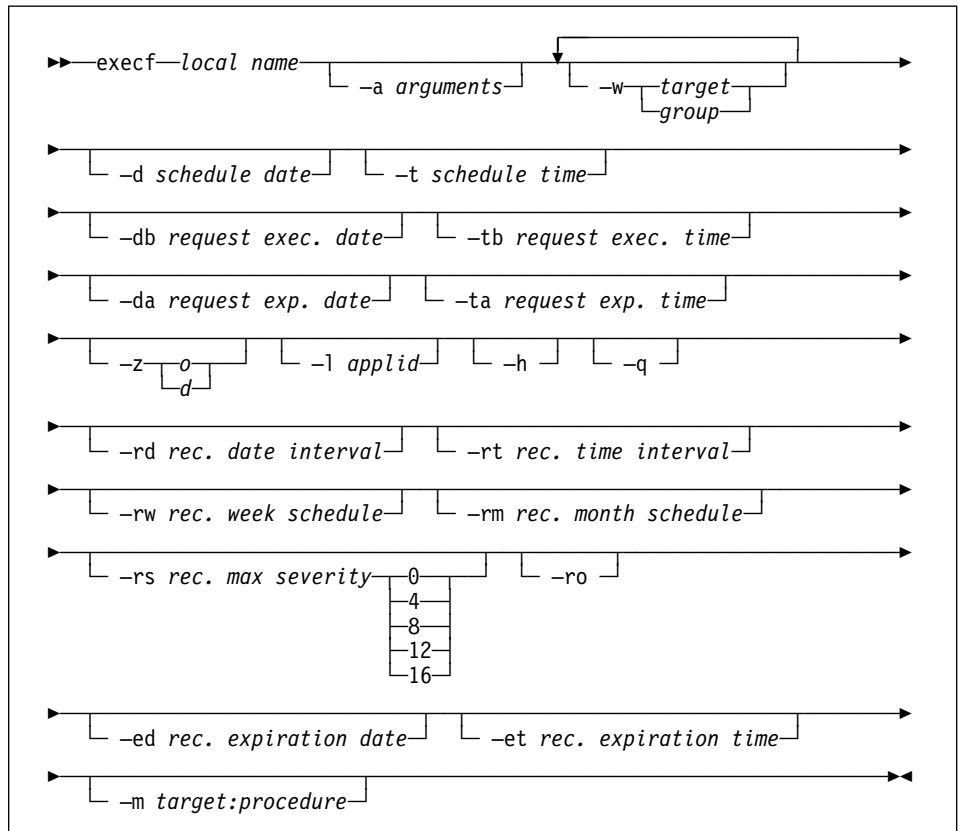 execf local name
–a arguments –w target
group
–d schedule date –t schedule time
–db request exec. date –tb request exec. time
–da request exp. date –ta request exp. time
–z o –l applid –h –q
d
–rd rec. date interval –rt rec. time interval
–rw rec. week schedule –rm rec. month schedule
–rs rec. max severity 0 –ro
4
8
12
16
–ed rec. expiration date –et rec. expiration time
–m target:procedure